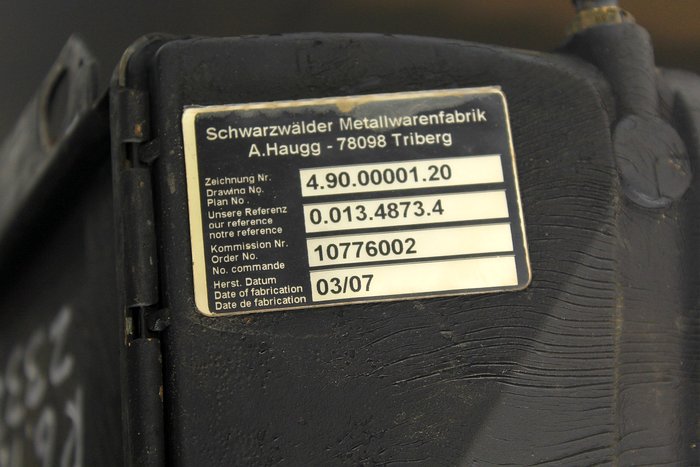 Schwarzwälder Metallwarenfabrik
A.Haugg - 78098 Triberg
Zeichnung Nr.
Drawing No.
Plan No.
4.90.00001.20
Unsere Referenz
our reference
notre reference
0.013.4873.4
Kommission Nr.
Order No.
No. commande
10776002
Herst. Datum
Date of fabrication
Date de fabrication
03/07